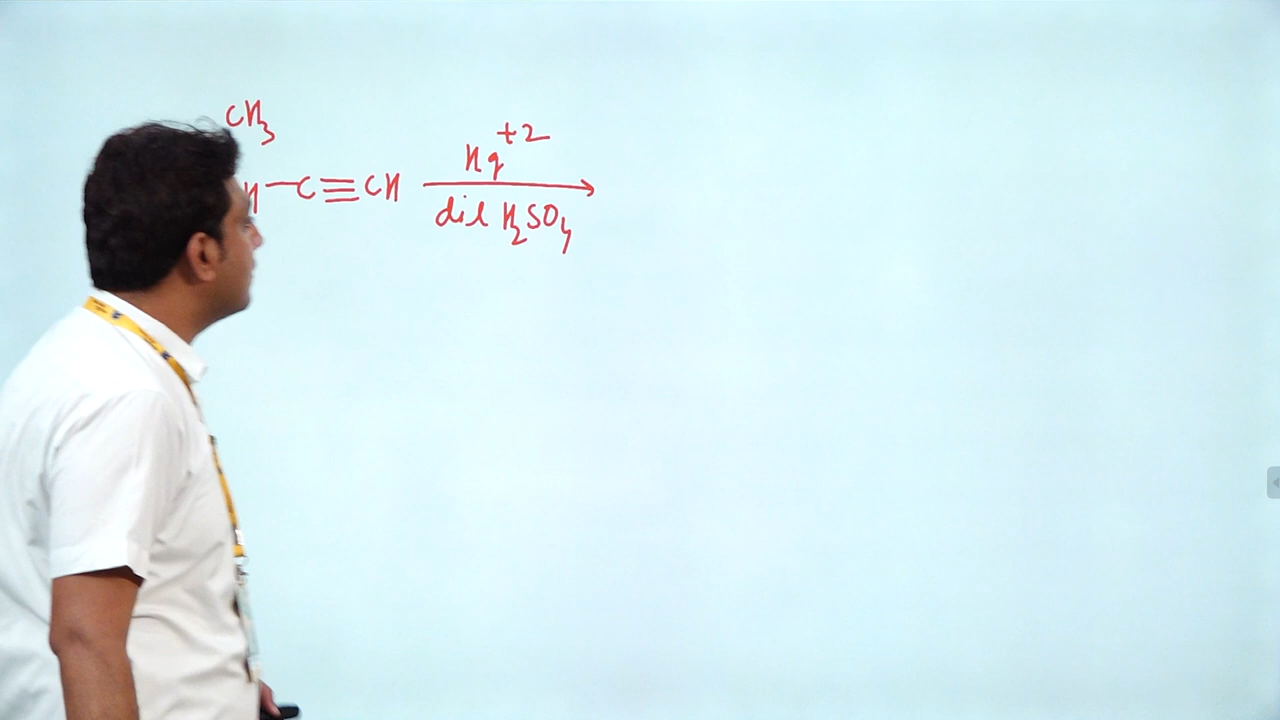 CH₃
H—C≡CH
Hg⁺²
dil H₂SO₄